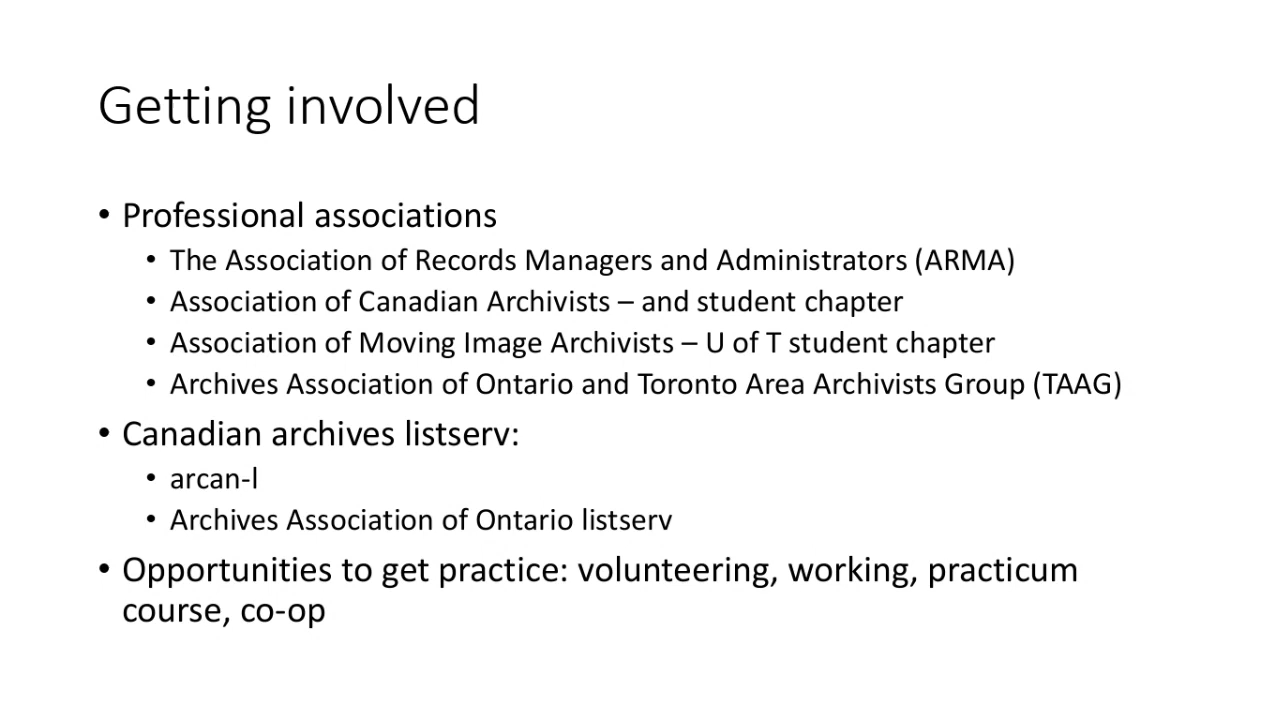 Getting involved
• Professional associations
• The Association of Records Managers and Administrators (ARMA)
• Association of Canadian Archivists – and student chapter
• Association of Moving Image Archivists – U of T student chapter
• Archives Association of Ontario and Toronto Area Archivists Group (TAAG)
• Canadian archives listserv:
• arcan-l
• Archives Association of Ontario listserv
• Opportunities to get practice: volunteering, working, practicum
course, co-op